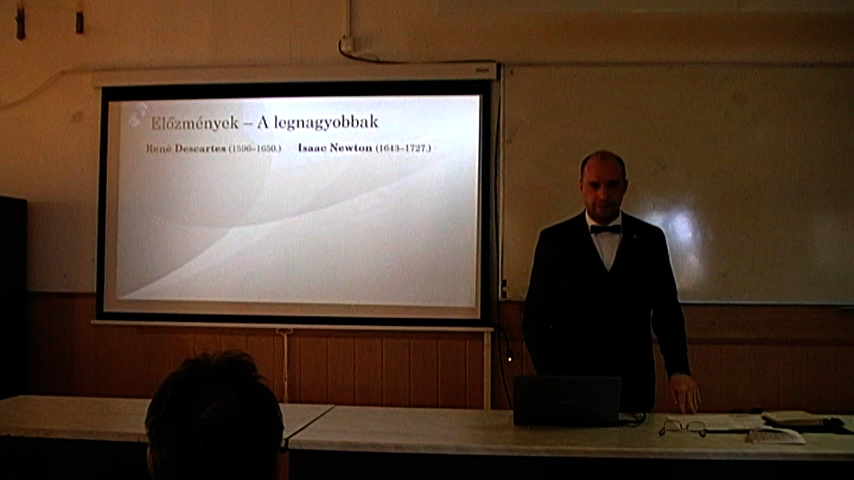 Előzmények – A legnagyobbak
René Descartes (1596–1650.) Isaac Newton (1643–1727.)